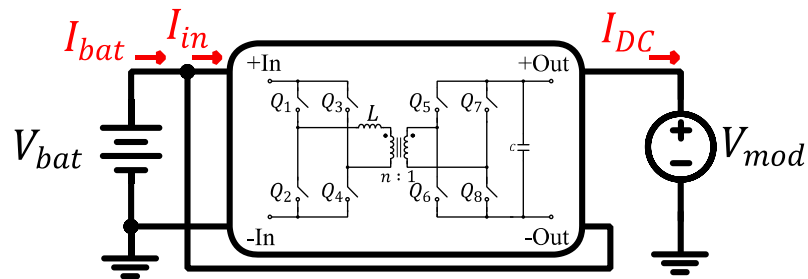 I_bat I_in I_DC
+In +Out
Q_1 Q_3 L Q_5 Q_7
V_bat C V_mod
n : 1
Q_2 Q_4 Q_6 Q_8
-In -Out